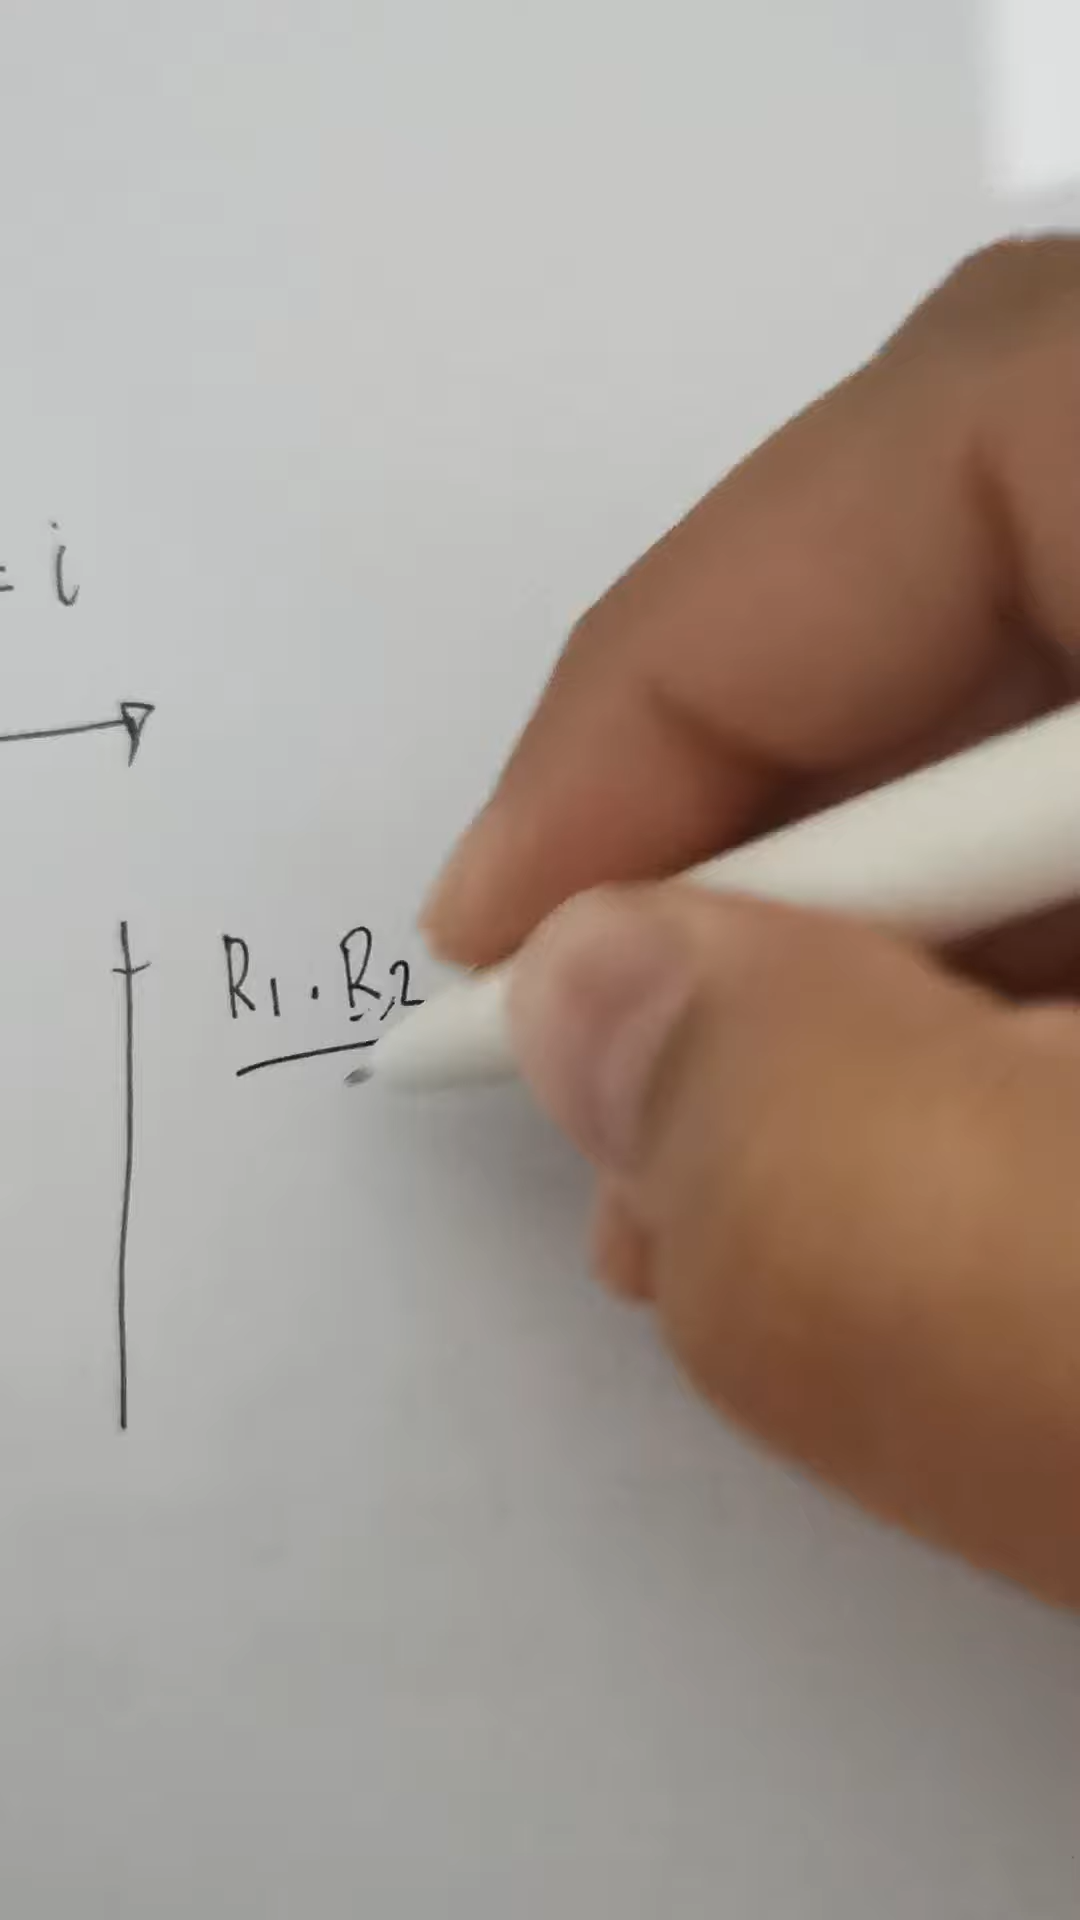 = i
R1 . R2